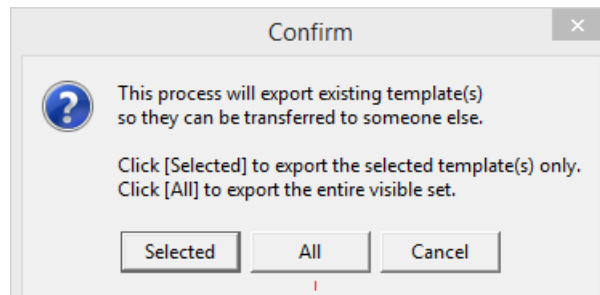 Confirm
This process will export existing template(s)
so they can be transferred to someone else.
Click [Selected] to export the selected template(s) only.
Click [All] to export the entire visible set.
Selected
All
Cancel